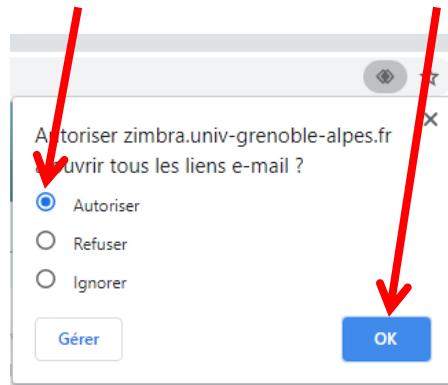 Autoriser zimbra.univ-grenoble-alpes.fr
à ouvrir tous les liens e-mail ?
Autoriser
Refuser
Ignorer
Gérer
OK